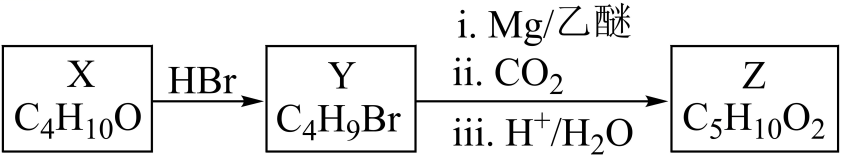 X
C₄H₁₀O
HBr
Y
C₄H₉Br
i. Mg/乙醚
ii. CO₂
iii. H⁺/H₂O
Z
C₅H₁₀O₂